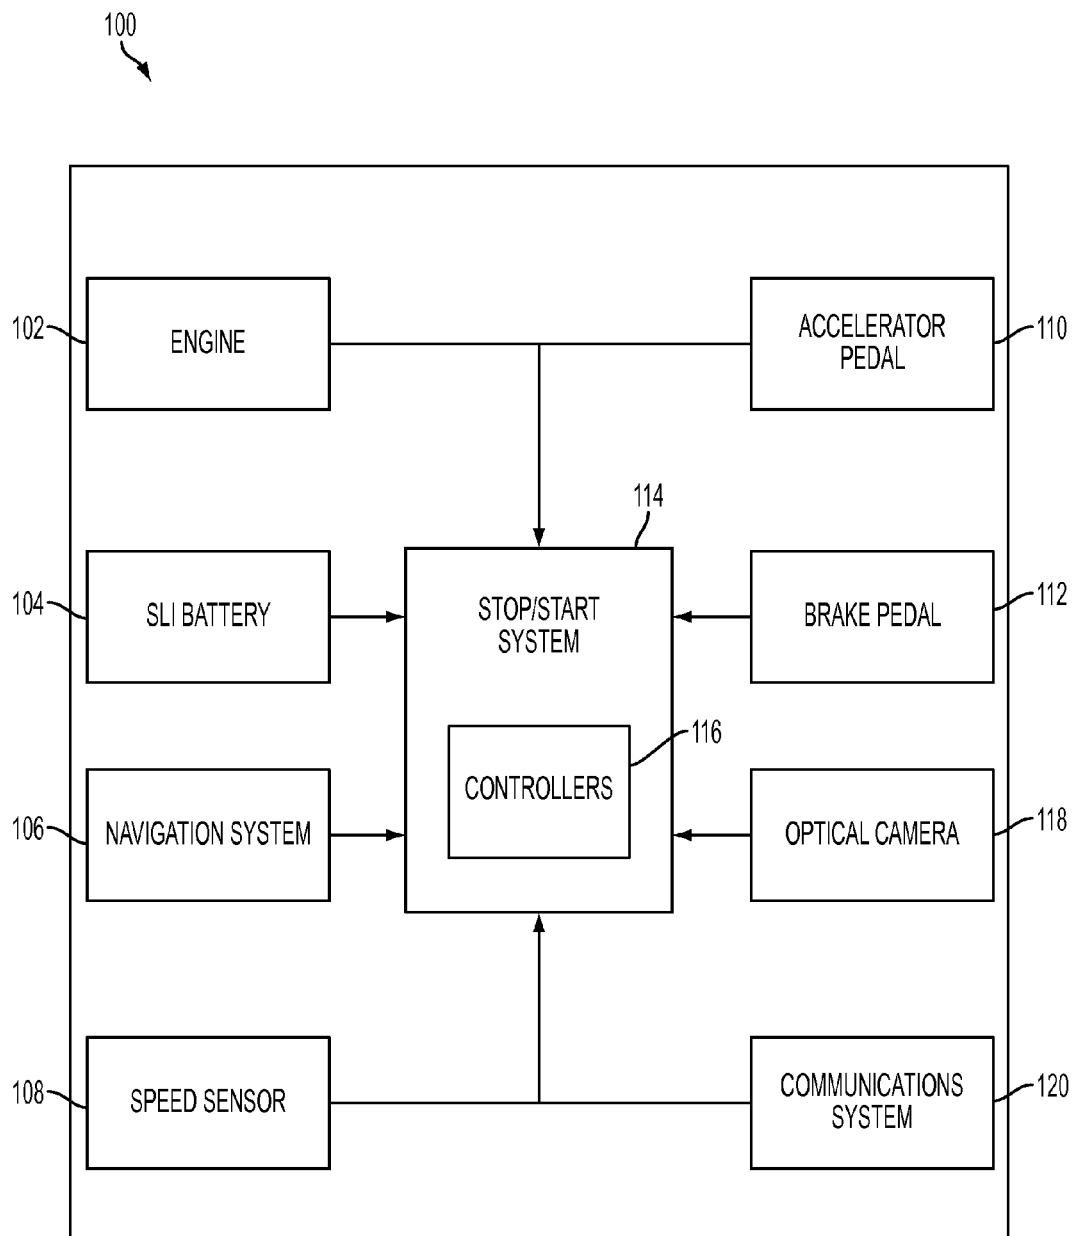 100
102
ENGINE
ACCELERATOR
PEDAL
110
114
104
SLI BATTERY
STOP/START
SYSTEM
BRAKE PEDAL
112
116
106
NAVIGATION SYSTEM
CONTROLLERS
OPTICAL CAMERA
118
108
SPEED SENSOR
COMMUNICATIONS
SYSTEM
120